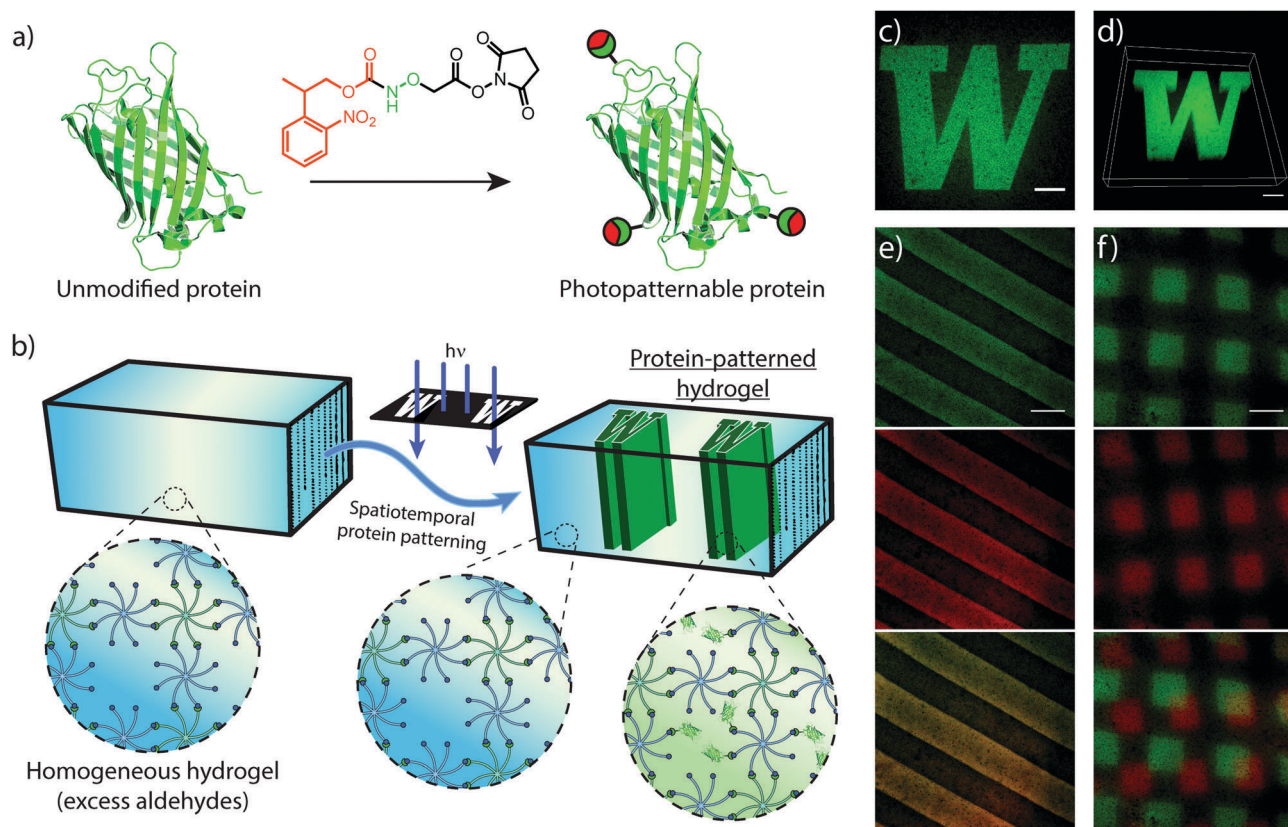 a)
O
O
O
O
N
H
O
O
N
O
O
NO₂
Unmodified protein
Photopatternable protein
b)
hν
W W
Spatiotemporal
protein patterning
Protein-patterned
hydrogel
W W
Homogeneous hydrogel
(excess aldehydes)
c)
W
d)
W
e)
f)